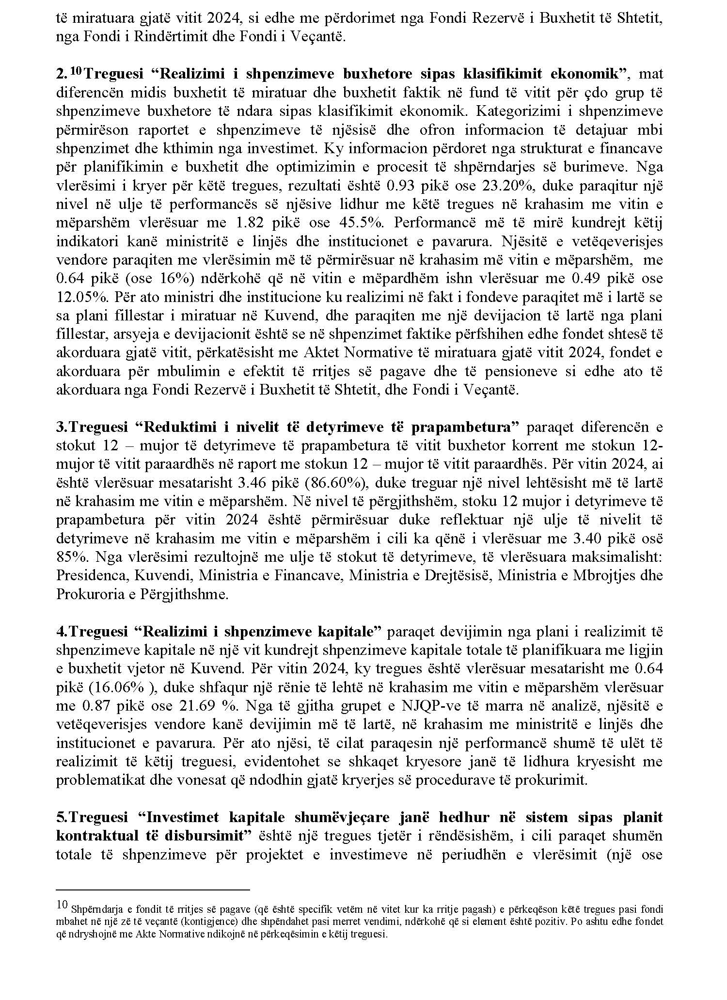 të miratuara gjatë vitit 2024, si edhe me përdorimet nga Fondi Rezervë i Buxhetit të Shtetit,
nga Fondi i Rindërtimit dhe Fondi i Veçantë.
2. 10 Treguesi “Realizimi i shpenzimeve buxhetore sipas klasifikimit ekonomik”, mat
diferencën midis buxhetit të miratuar dhe buxhetit faktik në fund të vitit për çdo grup të
shpenzimeve buxhetore të ndara sipas klasifikimit ekonomik. Kategorizimi i shpenzimeve
përmirëson raportet e shpenzimeve të njësisë dhe ofron informacion të detajuar mbi
shpenzimet dhe kthimin nga investimet. Ky informacion përdoret nga strukturat e financave
për planifikimin e buxhetit dhe optimizimin e procesit të shpërndarjes së burimeve. Nga
vlerësimi i kryer për këtë tregues, rezultati është 0.93 pikë ose 23.20%, duke paraqitur një
nivel në ulje të performancës së njësive lidhur me këtë tregues në krahasim me vitin e
mëparshëm vlerësuar me 1.82 pikë ose 45.5%. Performancë më të mirë kundrejt këtij
indikatori kanë ministritë e linjës dhe institucionet e pavarura. Njësitë e vetëqeverisjes
vendore paraqiten me vlerësimin më të përmirësuar në krahasim më vitin e mëparshëm,  me
0.64 pikë (ose 16%) ndërkohë që në vitin e mëpardhëm ishn vlerësuar me 0.49 pikë ose
12.05%. Për ato ministri dhe institucione ku realizimi në fakt i fondeve paraqitet më i lartë se
sa plani fillestar i miratuar në Kuvend, dhe paraqiten me një devijacion të lartë nga plani
fillestar, arsyeja e devijacionit është se në shpenzimet faktike përfshihen edhe fondet shtesë të
akorduara gjatë vitit, përkatësisht me Aktet Normative të miratuara gjatë vitit 2024, fondet e
akorduara për mbulimin e efektit të rritjes së pagave dhe të pensioneve si edhe ato të
akorduara nga Fondi Rezervë i Buxhetit të Shtetit, dhe Fondi i Veçantë.
3.Treguesi “Reduktimi i nivelit të detyrimeve të prapambetura” paraqet diferencën e
stokut 12 – mujor të detyrimeve të prapambetura të vitit buxhetor korrent me stokun 12-
mujor të vitit paraardhës në raport me stokun 12 – mujor të vitit paraardhës. Për vitin 2024, ai
është vlerësuar mesatarisht 3.46 pikë (86.60%), duke treguar një nivel lehtësisht më të lartë
në krahasim me vitin e mëparshëm. Në nivel të përgjithshëm, stoku 12 mujor i detyrimeve të
prapambetura për vitin 2024 është përmirësuar duke reflektuar një ulje të nivelit të
detyrimeve në krahasim me vitin e mëparshëm i cili ka qënë i vlerësuar me 3.40 pikë osë
85%. Nga vlerësimi rezultojnë me ulje të stokut të detyrimeve, të vlerësuara maksimalisht:
Presidenca, Kuvendi, Ministria e Financave, Ministria e Drejtësisë, Ministria e Mbrojtjes dhe
Prokuroria e Përgjithshme.
4.Treguesi “Realizimi i shpenzimeve kapitale” paraqet devijimin nga plani i realizimit të
shpenzimeve kapitale në një vit kundrejt shpenzimeve kapitale totale të planifikuara me ligjin
e buxhetit vjetor në Kuvend. Për vitin 2024, ky tregues është vlerësuar mesatarisht me 0.64
pikë (16.06% ), duke shfaqur një rënie të lehtë në krahasim me vitin e mëparshëm vlerësuar
me 0.87 pikë ose 21.69 %. Nga të gjitha grupet e NJQP-ve të marra në analizë, njësitë e
vetëqeverisjes vendore kanë devijimin më të lartë, në krahasim me ministritë e linjës dhe
institucionet e pavarura. Për ato njësi, të cilat paraqesin një performancë shumë të ulët të
realizimit të këtij treguesi, evidentohet se shkaqet kryesore janë të lidhura kryesisht me
problematikat dhe vonesat që ndodhin gjatë kryerjes së procedurave të prokurimit.
5.Treguesi “Investimet kapitale shumëvjeçare janë hedhur në sistem sipas planit
kontraktual të disbursimit” është një tregues tjetër i rëndësishëm, i cili paraqet shumën
totale të shpenzimeve për projektet e investimeve në periudhën e vlerësimit (një ose
10 Shpërndarja e fondit të rritjes së pagave (që është specifik vetëm në vitet kur ka rritje pagash) e përkeqëson këtë tregues pasi fondi
mbahet në një zë të veçantë (kontigjence) dhe shpëndahet pasi merret vendimi, ndërkohë që si element është pozitiv. Po ashtu edhe fondet
që ndryshojnë me Akte Normative ndikojnë në përkeqësimin e këtij treguesi.